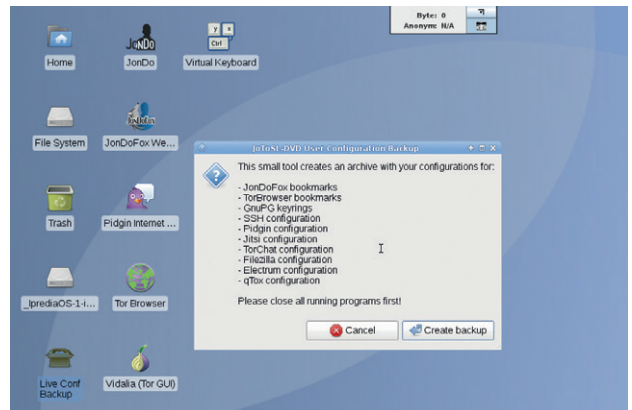 Byte: 0
Anonym: N/A
Home
JonDo
JonDo
y x
Ctrl
Virtual Keyboard
File System
JonDoFox We...
Trash
Pidgin Internet ...
_IprediaOS-1-i...
Tor Browser
Live Conf
Backup
Vidalia (Tor GUI)
JoToSE-DVD User Configuration Backup
This small tool creates an archive with your configurations for:
- JonDoFox bookmarks
- TorBrowser bookmarks
- GnuPG keyrings
- SSH configuration
- Pidgin configuration
- Jitsi configuration
- TorChat configuration
- Filezilla configuration
- Electrum configuration
- qTox configuration
Please close all running programs first!
Cancel
Create backup